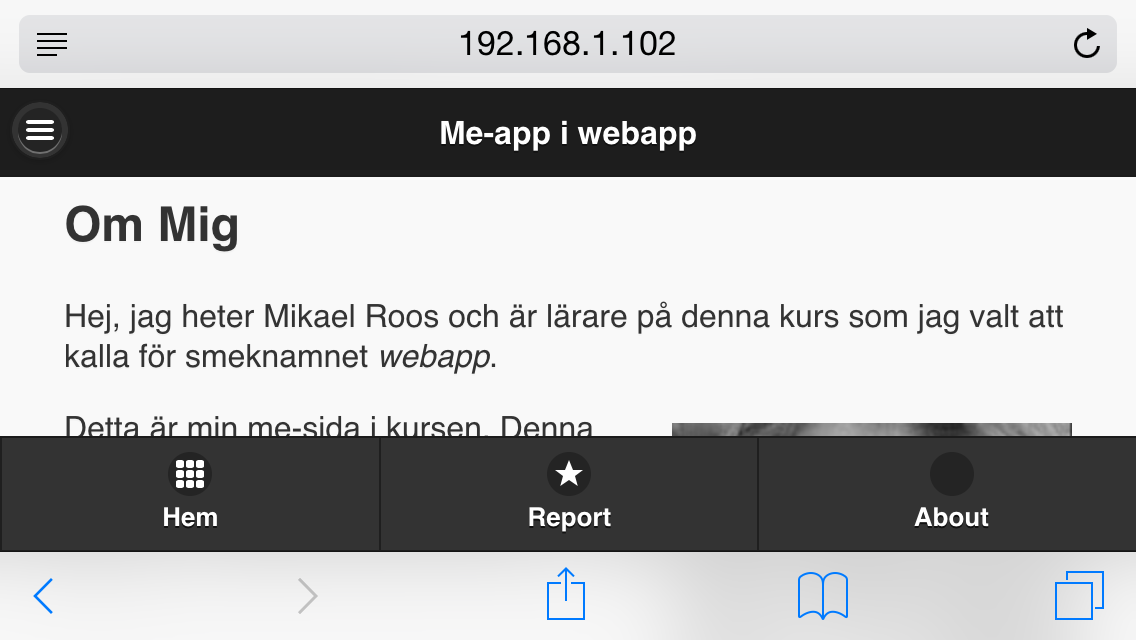 192.168.1.102
Me-app i webapp
Om Mig
Hej, jag heter Mikael Roos och är lärare på denna kurs som jag valt att
kalla för smeknamnet webapp.
Detta är min me-sida i kursen. Denna
Hem
Report
About